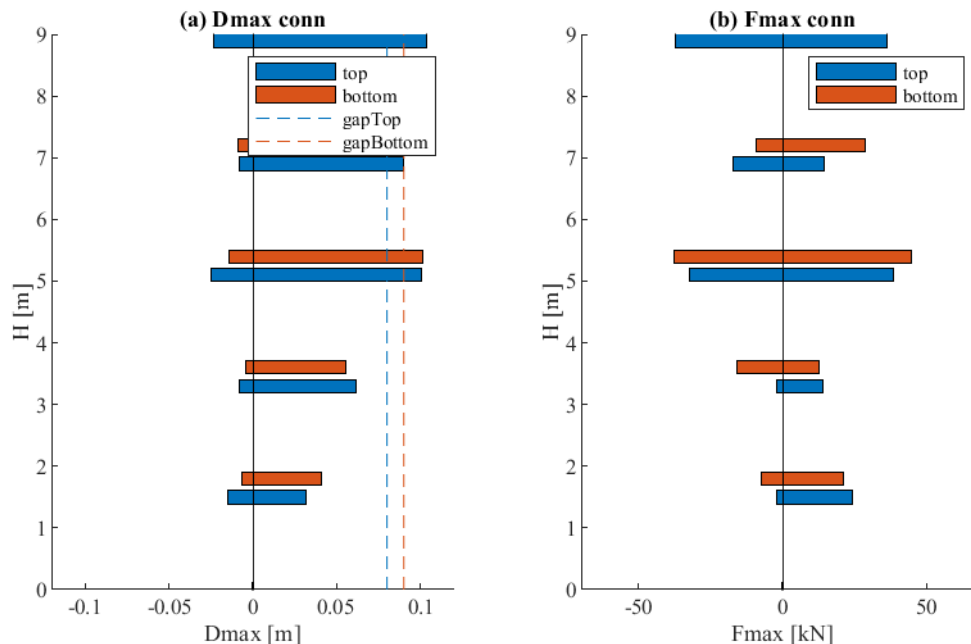 (a) Dmax conn
9
8
7
6
5
4
3
2
1
0
H [m]
-0.1
-0.05
0
0.05
0.1
Dmax [m]
top
bottom
gapTop
gapBottom
(b) Fmax conn
9
8
7
6
5
4
3
2
1
0
H [m]
-50
0
50
Fmax [kN]
top
bottom